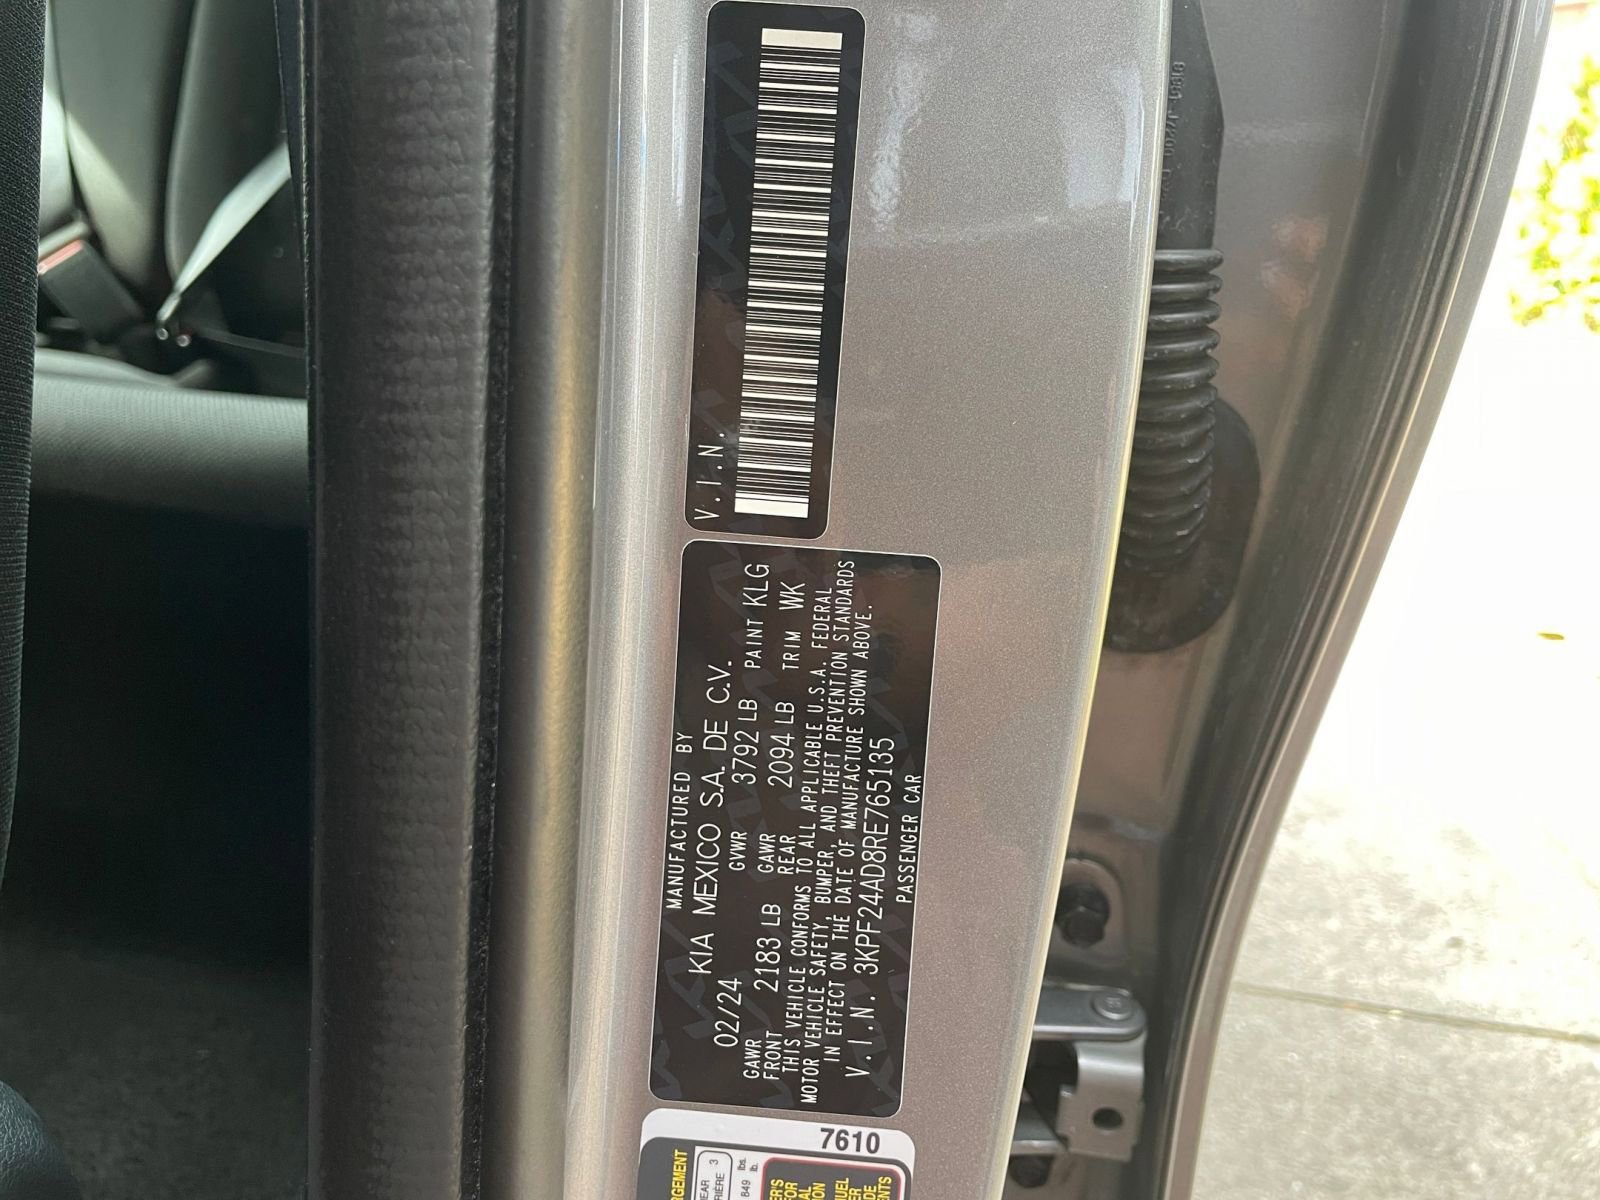 V.I.N.
MANUFACTURED BY
KIA MEXICO S.A. DE C.V.
02/24 GVWR 3792 LB PAINT KLG
GAWR FRONT 2183 LB GAWR REAR 2094 LB TRIM WK
THIS VEHICLE CONFORMS TO ALL APPLICABLE U.S.A. FEDERAL
MOTOR VEHICLE SAFETY, BUMPER, AND THEFT PREVENTION STANDARDS
IN EFFECT ON THE DATE OF MANUFACTURE SHOWN ABOVE.
V.I.N. 3KPF24AD8RE765135
PASSENGER CAR
7610
3
849